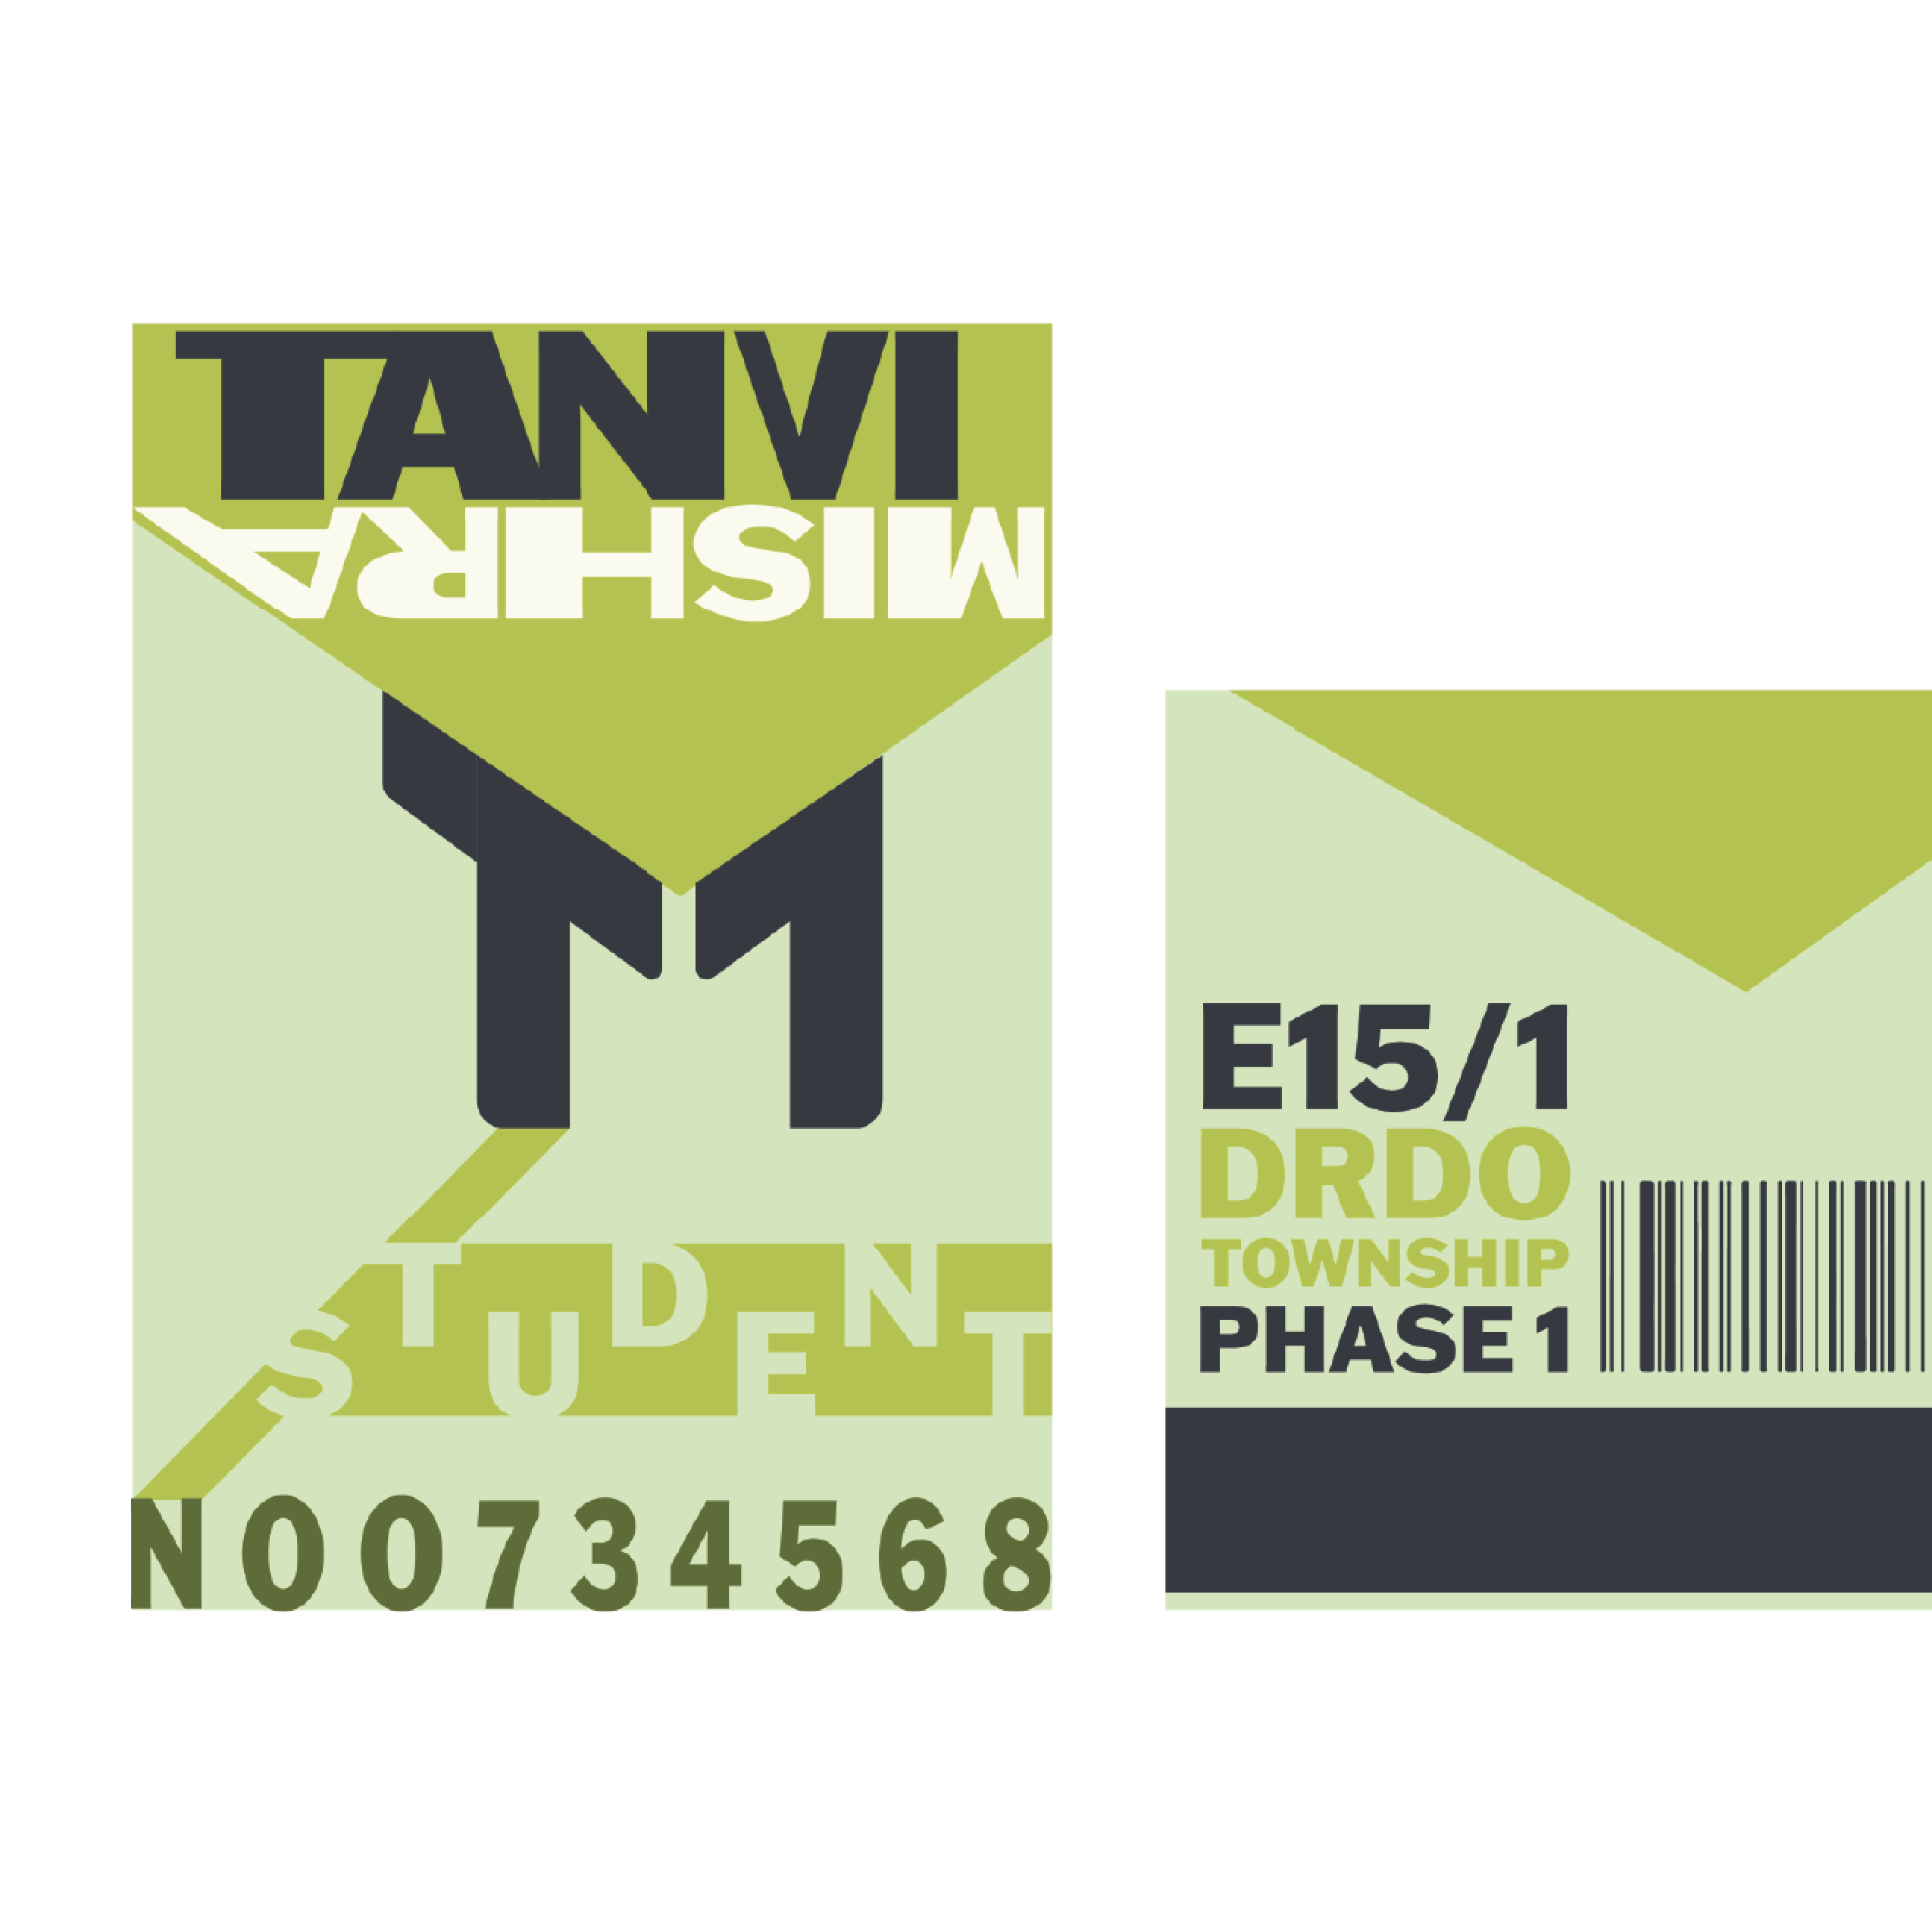 TANVI
MISHRA
STUDENT
N00734568
E15/1
DRDO
TOWNSHIP
PHASE 1